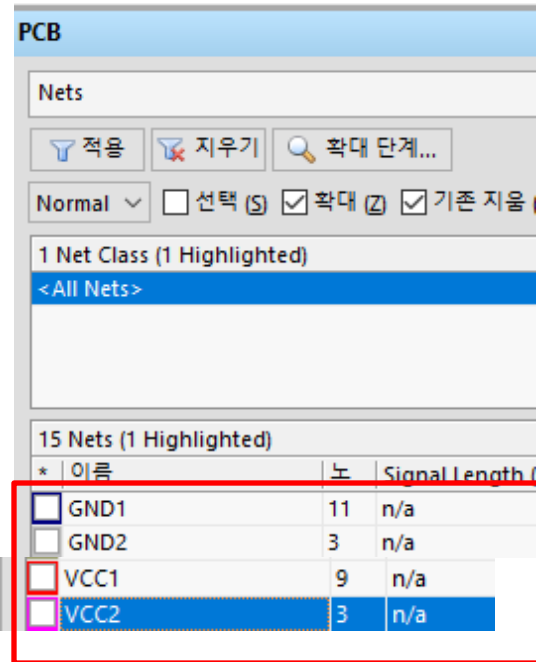 PCB
Nets
적용 지우기 확대 단계...
Normal 선택 (S) 확대 (Z) 기존 지움 (
1 Net Class (1 Highlighted)
<All Nets>
15 Nets (1 Highlighted)
* 이름 노 Signal Length (
GND1 11 n/a
GND2 3 n/a
VCC1 9 n/a
VCC2 3 n/a